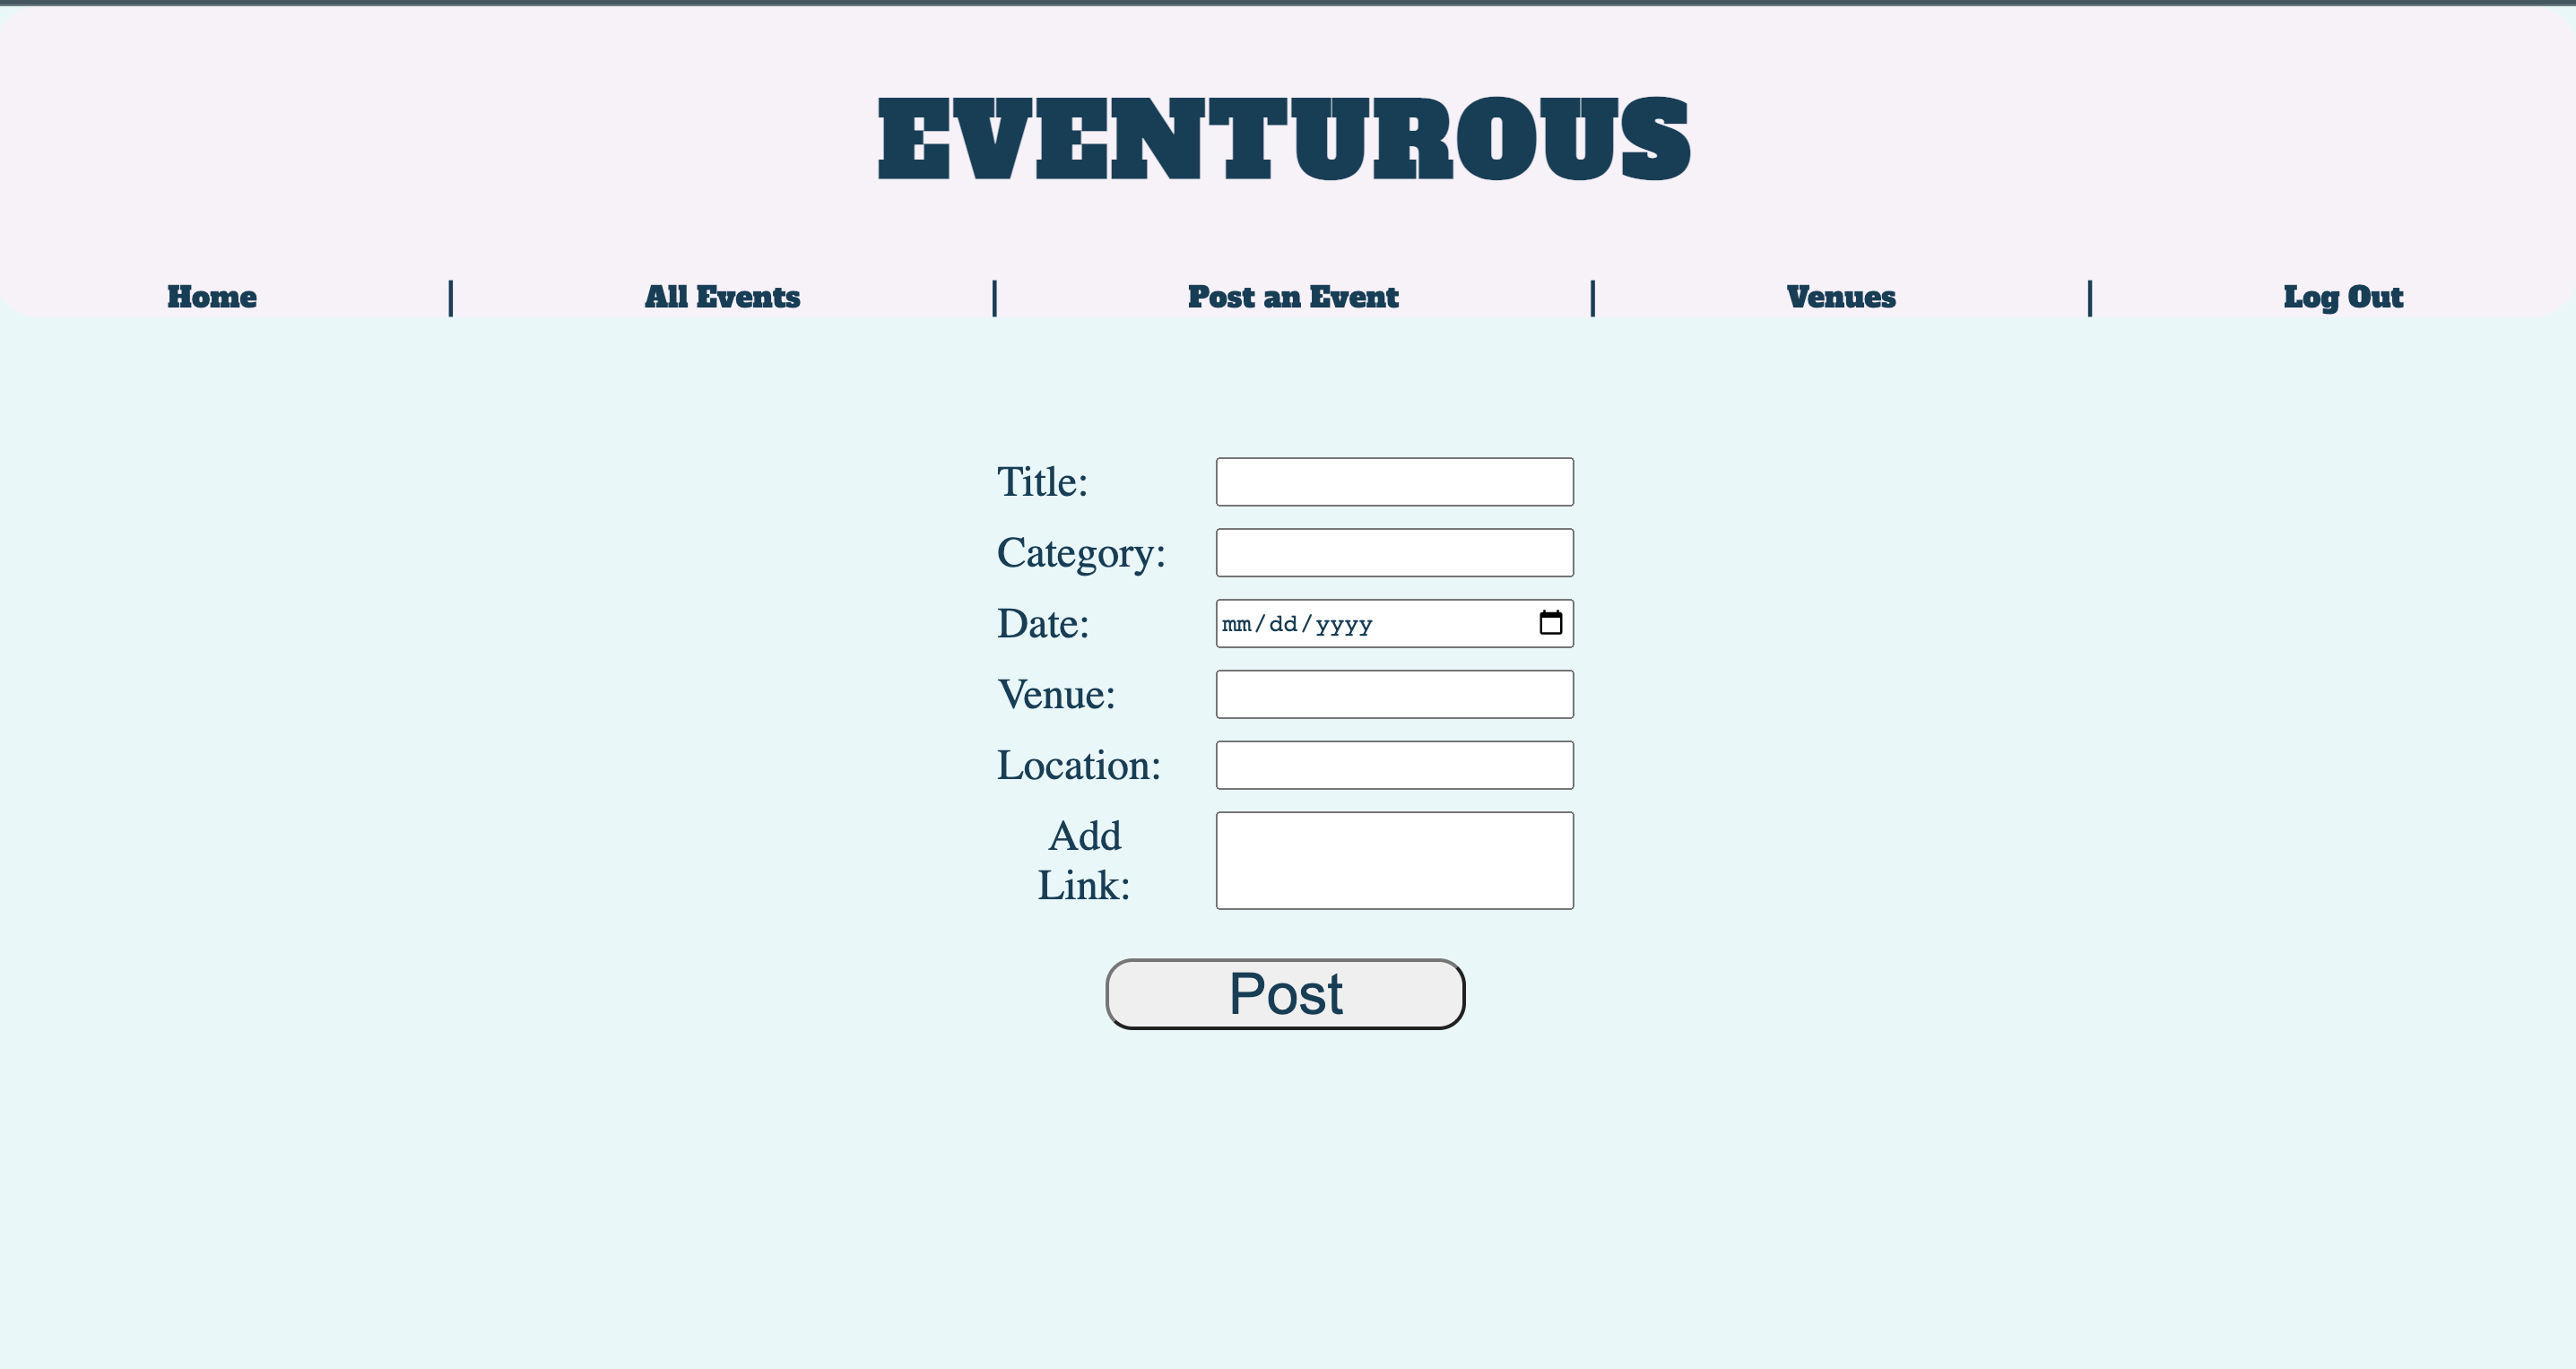 EVENTUROUS
Home | All Events | Post an Event | Venues | Log Out
Title:
Category:
Date: mm/dd/yyyy
Venue:
Location:
Add
Link:
Post